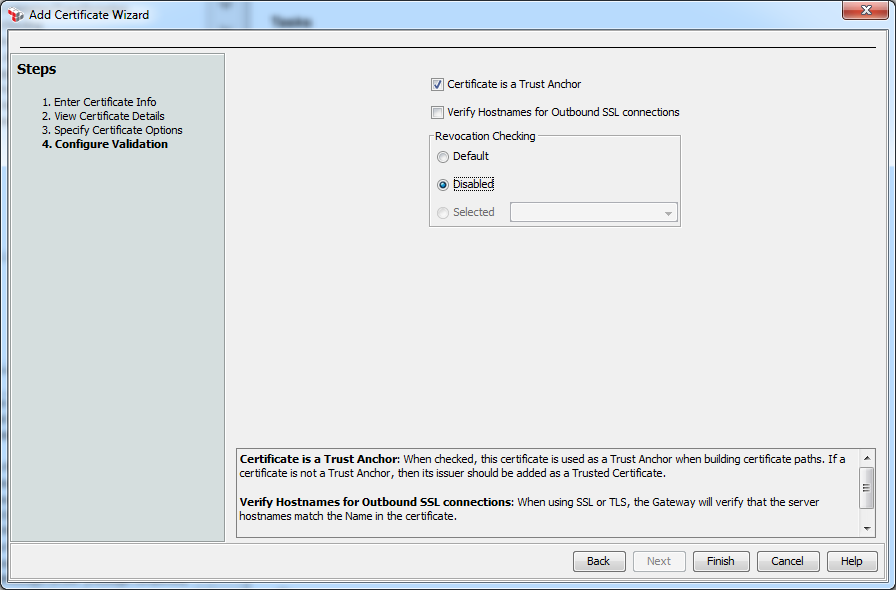 Add Certificate Wizard
Tasks
Steps
1. Enter Certificate Info
2. View Certificate Details
3. Specify Certificate Options
4. Configure Validation
Certificate is a Trust Anchor
Verify Hostnames for Outbound SSL connections
Revocation Checking
Default
Disabled
Selected
Certificate is a Trust Anchor: When checked, this certificate is used as a Trust Anchor when building certificate paths. If a
certificate is not a Trust Anchor, then its issuer should be added as a Trusted Certificate.
Verify Hostnames for Outbound SSL connections: When using SSL or TLS, the Gateway will verify that the server
hostnames match the Name in the certificate.
Back
Next
Finish
Cancel
Help